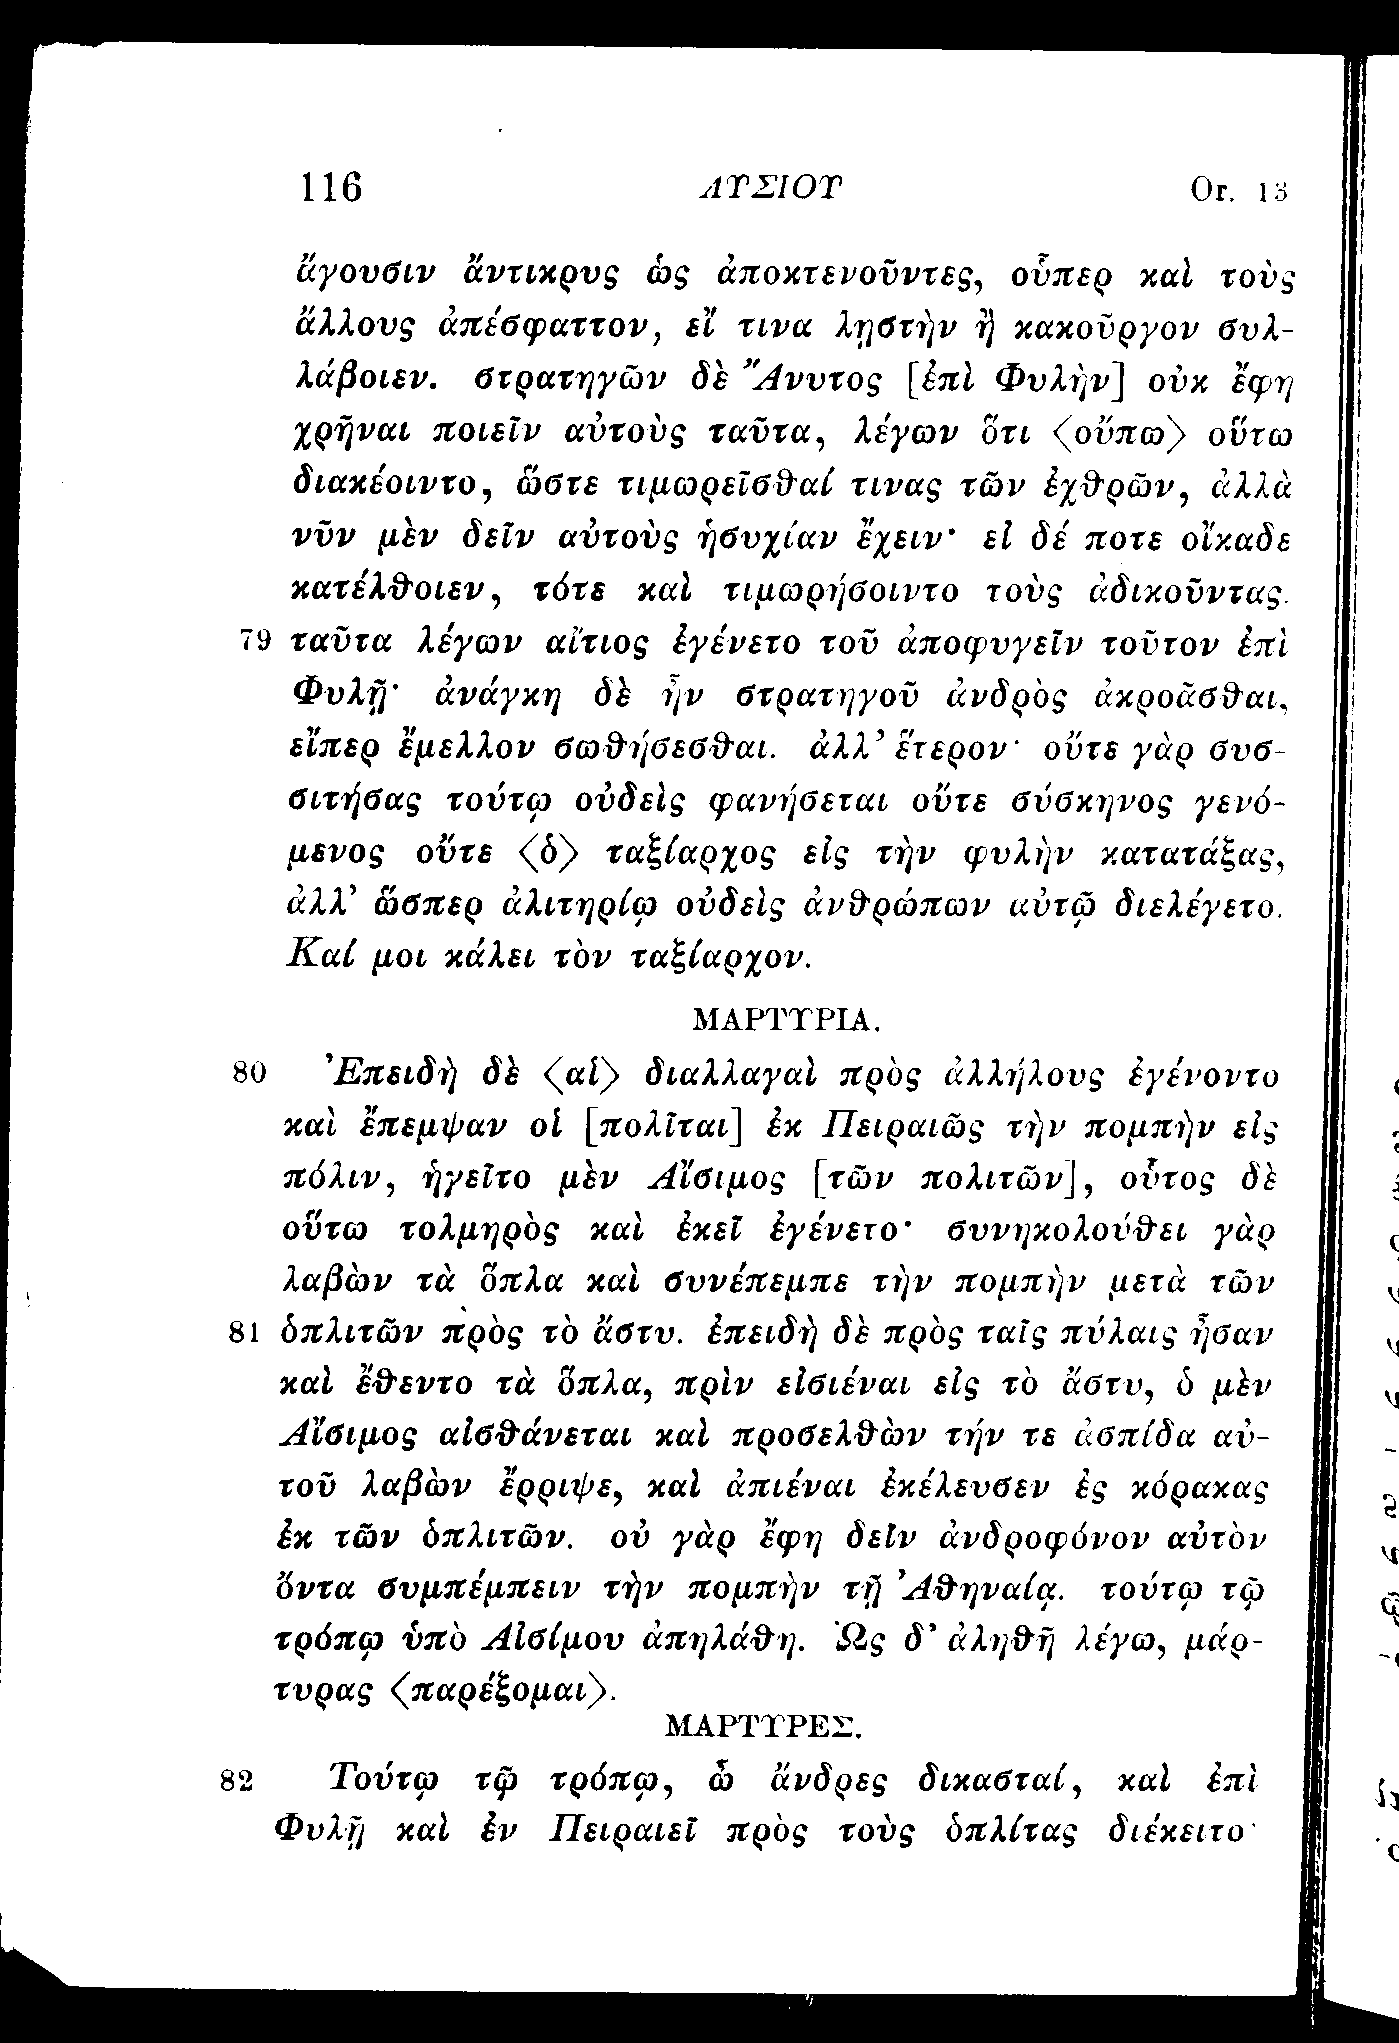 116 ΛΥΣΙΟΥ Or. 13
ἄγουσιν ἄντικρυς ὡς ἀποκτενοῦντες, οὗπερ καὶ τοὺς
ἄλλους ἀπέσφαττον, εἴ τινα λῃστὴν ἢ κακοῦργον συλ-
λάβοιεν. στρατηγῶν δὲ Ἄνυτος [ἐπὶ Φυλὴν] οὐκ ἔφη
χρῆναι ποιεῖν αὐτοὺς ταῦτα, λέγων ὅτι ⟨οὔπω⟩ οὕτω
διακέοιντο, ὥστε τιμωρεῖσθαί τινας τῶν ἐχθρῶν, ἀλλὰ
νῦν μὲν δεῖν αὐτοὺς ἡσυχίαν ἔχειν· εἰ δέ ποτε οἴκαδε
κατέλθοιεν, τότε καὶ τιμωρήσοιντο τοὺς ἀδικοῦντας.
79 ταῦτα λέγων αἴτιος ἐγένετο τοῦ ἀποφυγεῖν τοῦτον ἐπὶ
Φυλῇ· ἀνάγκη δὲ ἦν στρατηγοῦ ἀνδρὸς ἀκροᾶσθαι,
εἴπερ ἔμελλον σωθήσεσθαι. ἀλλ’ ἕτερον· οὔτε γὰρ συσ-
σιτήσας τούτῳ οὐδεὶς φανήσεται οὔτε σύσκηνος γενό-
μενος οὔτε ⟨ὁ⟩ ταξίαρχος εἰς τὴν φυλὴν κατατάξας,
ἀλλ’ ὥσπερ ἀλιτηρίῳ οὐδεὶς ἀνθρώπων αὐτῷ διελέγετο.
Καί μοι κάλει τὸν ταξίαρχον.
ΜΑΡΤΥΡΙΑ.
80 Ἐπειδὴ δὲ ⟨αἱ⟩ διαλλαγαὶ πρὸς ἀλλήλους ἐγένοντο
καὶ ἔπεμψαν οἱ [πολῖται] ἐκ Πειραιῶς τὴν πομπὴν εἰς
πόλιν, ἡγεῖτο μὲν Αἴσιμος [τῶν πολιτῶν], οὗτος δὲ
οὕτω τολμηρὸς καὶ ἐκεῖ ἐγένετο· συνηκολούθει γὰρ
λαβὼν τὰ ὅπλα καὶ συνέπεμπε τὴν πομπὴν μετὰ τῶν
81 ὁπλιτῶν πρὸς τὸ ἄστυ. ἐπειδὴ δὲ πρὸς ταῖς πύλαις ἦσαν
καὶ ἔθεντο τὰ ὅπλα, πρὶν εἰσιέναι εἰς τὸ ἄστυ, ὁ μὲν
Αἴσιμος αἰσθάνεται καὶ προσελθὼν τήν τε ἀσπίδα αὐ-
τοῦ λαβὼν ἔρριψε, καὶ ἀπιέναι ἐκέλευσεν ἐς κόρακας
ἐκ τῶν ὁπλιτῶν. οὐ γὰρ ἔφη δεῖν ἀνδροφόνον αὐτὸν
ὄντα συμπέμπειν τὴν πομπὴν τῇ Ἀθηναίᾳ. τούτῳ τῷ
τρόπῳ ὑπὸ Αἰσίμου ἀπηλάθη. Ὡς δ’ ἀληθῆ λέγω, μάρ-
τυρας ⟨παρέξομαι⟩.
ΜΑΡΤΥΡΕΣ.
82 Τούτῳ τῷ τρόπῳ, ὦ ἄνδρες δικασταί, καὶ ἐπὶ
Φυλῇ καὶ ἐν Πειραιεῖ πρὸς τοὺς ὁπλίτας διέκειτο·